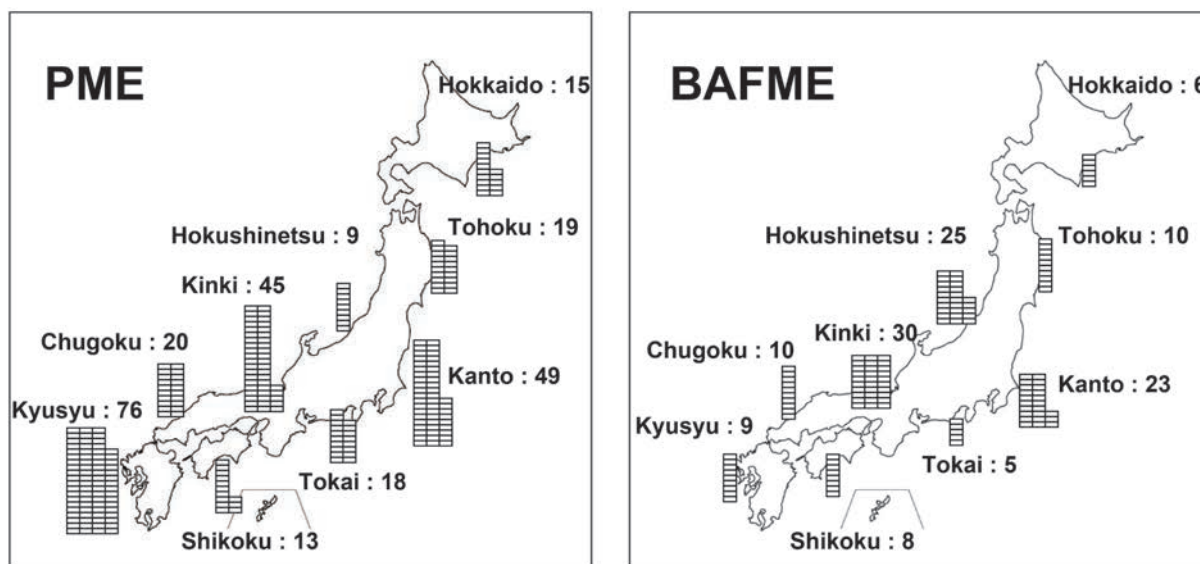 PME
Hokkaido : 15
Hokushinetsu : 9
Tohoku : 19
Kinki : 45
Chugoku : 20
Kanto : 49
Kyusyu : 76
Tokai : 18
Shikoku : 13
BAFME
Hokkaido : 6
Hokushinetsu : 25
Tohoku : 10
Kinki : 30
Chugoku : 10
Kanto : 23
Kyusyu : 9
Tokai : 5
Shikoku : 8